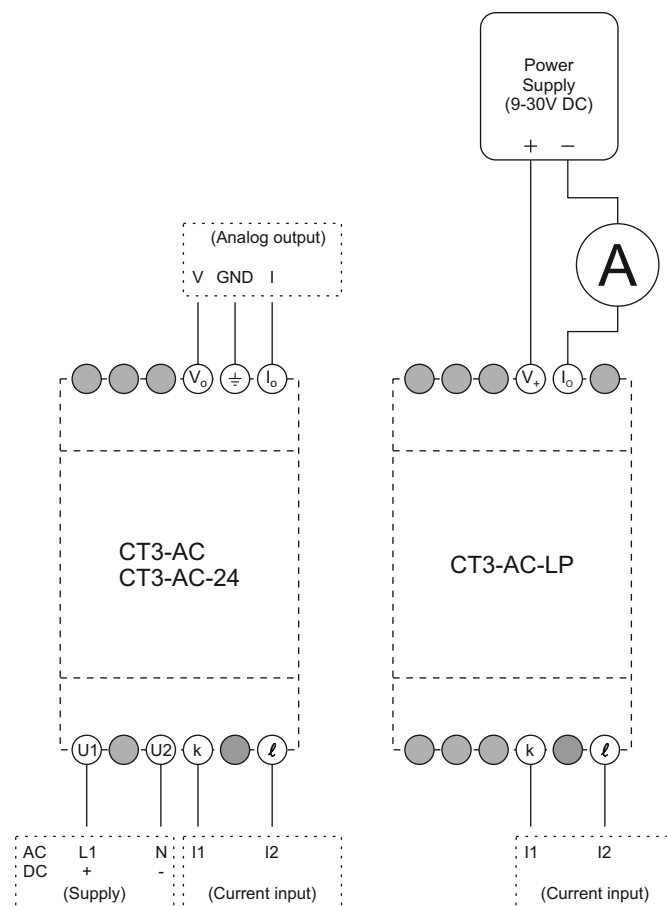 Power
Supply
(9-30V DC)
+ −
A
(Analog output)
V GND I
Vo Io
V+ Io
CT3-AC
CT3-AC-24
CT3-AC-LP
U1 U2 k ℓ
k ℓ
AC L1 N I1 I2
DC + -
(Supply) (Current input)
I1 I2
(Current input)